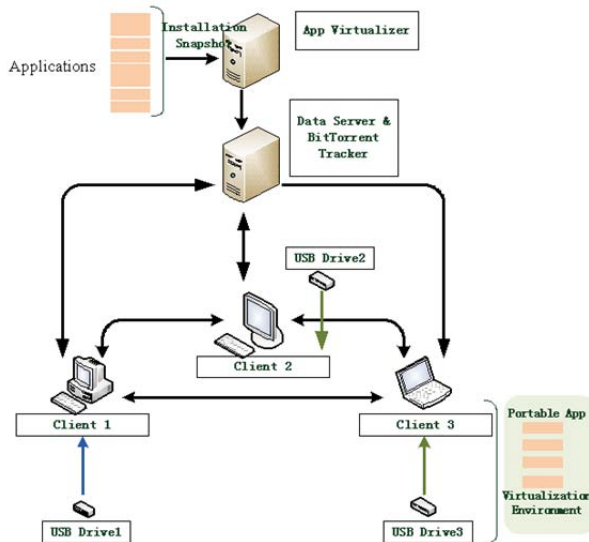 Installation
Snapshot
App Virtualizer
Applications
Data Server &
BitTorrent
Tracker
USB Drive2
Client 2
Client 1
Client 3
Portable App
Virtualization
Environment
USB Drive1
USB Drive3